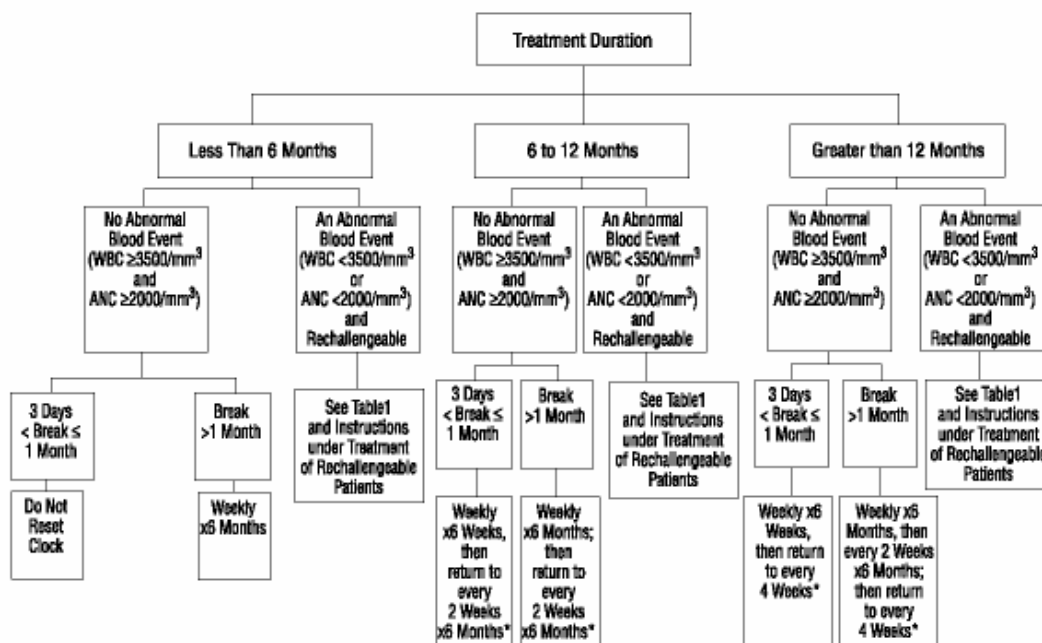 Treatment Duration
Less Than 6 Months
6 to 12 Months
Greater than 12 Months
No Abnormal
Blood Event
(WBC ≥3500/mm³
and
ANC ≥2000/mm³)
An Abnormal
Blood Event
(WBC <3500/mm³
or
ANC <2000/mm³)
and
Rechallengeable
No Abnormal
Blood Event
(WBC ≥3500/mm³
and
ANC ≥2000/mm³)
An Abnormal
Blood Event
(WBC <3500/mm³
or
ANC <2000/mm³)
and
Rechallengeable
No Abnormal
Blood Event
(WBC ≥3500/mm³
and
ANC ≥2000/mm³)
An Abnormal
Blood Event
(WBC <3500/mm³
or
ANC <2000/mm³)
and
Rechallengeable
3 Days
< Break ≤
1 Month
Break
>1 Month
See Table1
and Instructions
under Treatment
of Rechallengeable
Patients
3 Days
< Break ≤
1 Month
Break
>1 Month
See Table1
and Instructions
under Treatment
of Rechallengeable
Patients
3 Days
< Break ≤
1 Month
Break
>1 Month
See Table1
and Instructions
under Treatment
of Rechallengeable
Patients
Do Not
Reset
Clock
Weekly
x6 Months
Weekly
x6 Weeks,
then
return to
every
2 Weeks
x6 Months*
Weekly
x6 Months;
then
return to
every
2 Weeks
x6 Months*
Weekly x6
Weeks,
then return
to every
4 Weeks*
Weekly x6
Months, then
every 2 Weeks
x6 Months;
then return
to every
4 Weeks*